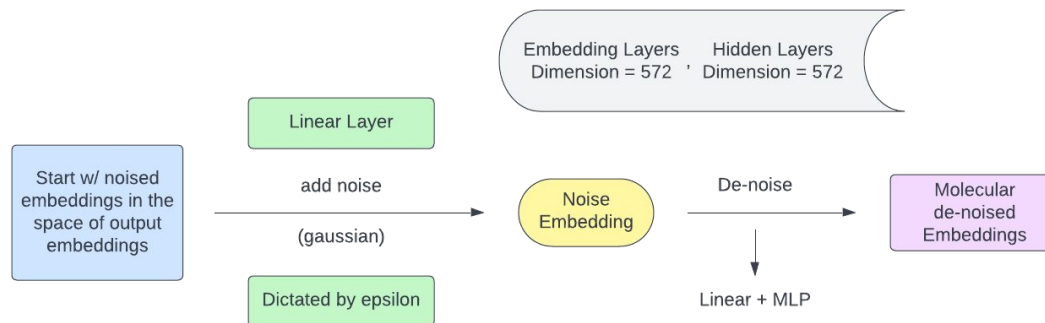 Embedding Layers
Dimension = 572
,
Hidden Layers
Dimension = 572
Linear Layer
Start w/ noised
embeddings in the
space of output
embeddings
add noise
(gaussian)
Dictated by epsilon
Noise
Embedding
De-noise
Linear + MLP
Molecular
de-noised
Embeddings